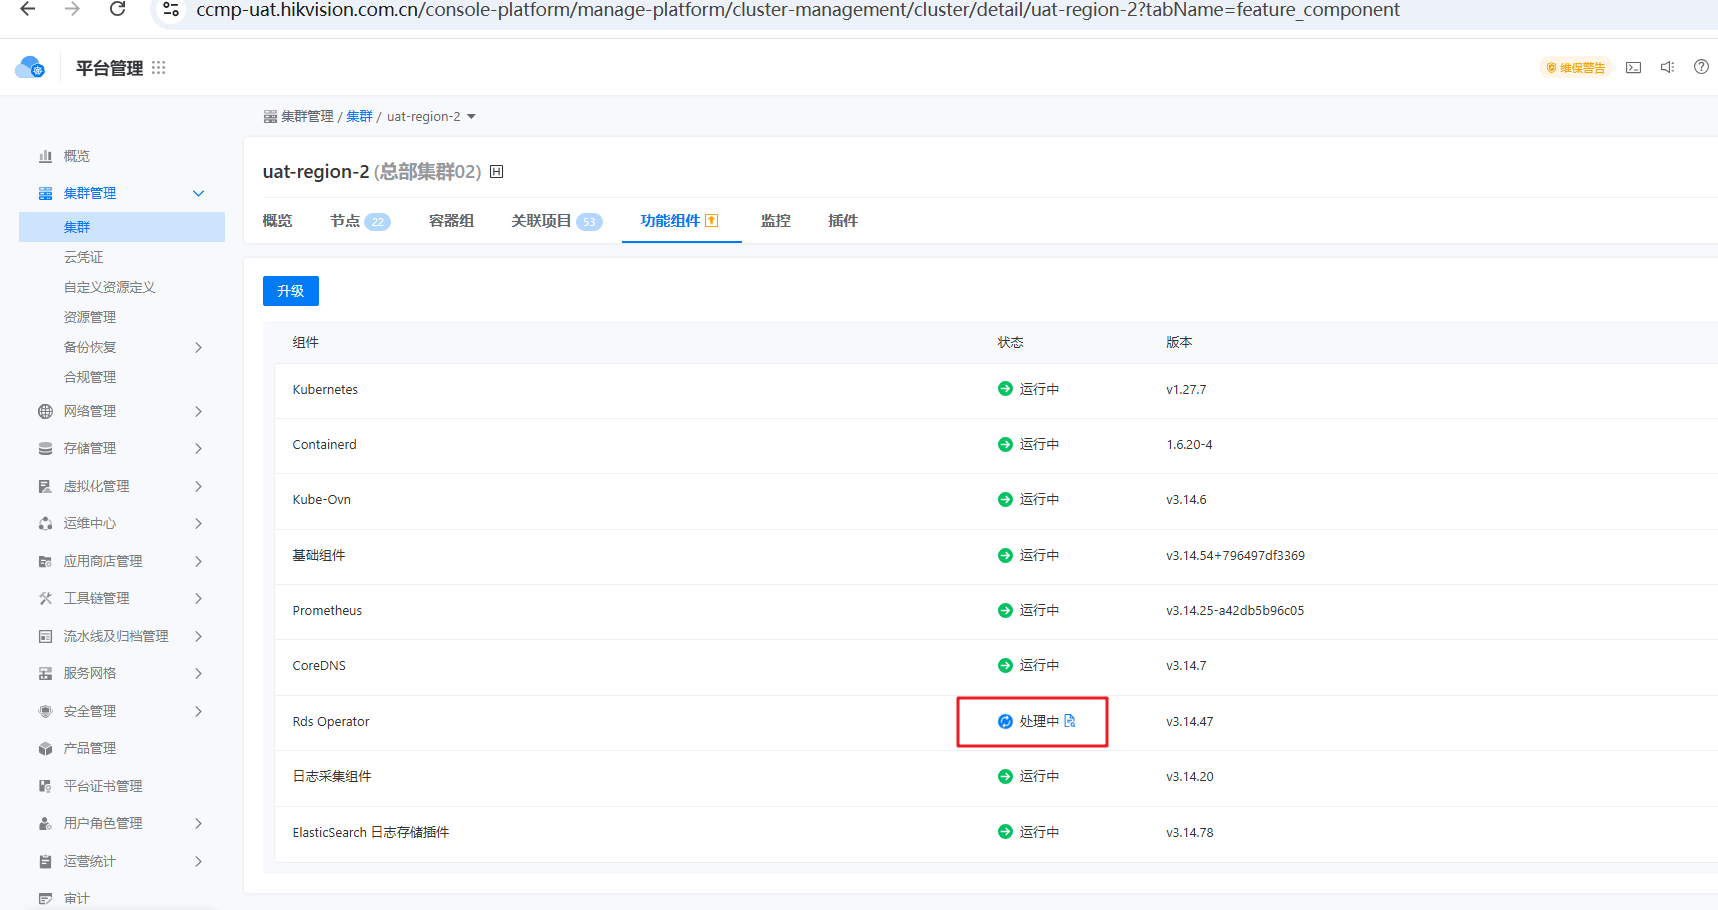 ccmp-uat.hikvision.com.cn/console-platform/manage-platform/cluster-management/cluster/detail/uat-region-2?tabName=feature_component
平台管理
维保警告
集群管理 / 集群 / uat-region-2
概览
集群管理
集群
云凭证
自定义资源定义
资源管理
备份恢复
合规管理
网络管理
存储管理
虚拟化管理
运维中心
应用商店管理
工具链管理
流水线及归档管理
服务网格
安全管理
产品管理
平台证书管理
用户角色管理
运营统计
审计
uat-region-2 (总部集群02)
概览 节点 22 容器组 关联项目 53 功能组件 监控 插件
升级
组件 状态 版本
Kubernetes 运行中 v1.27.7
Containerd 运行中 1.6.20-4
Kube-Ovn 运行中 v3.14.6
基础组件 运行中 v3.14.54+796497df3369
Prometheus 运行中 v3.14.25-a42db5b96c05
CoreDNS 运行中 v3.14.7
Rds Operator 处理中 v3.14.47
日志采集组件 运行中 v3.14.20
ElasticSearch 日志存储插件 运行中 v3.14.78